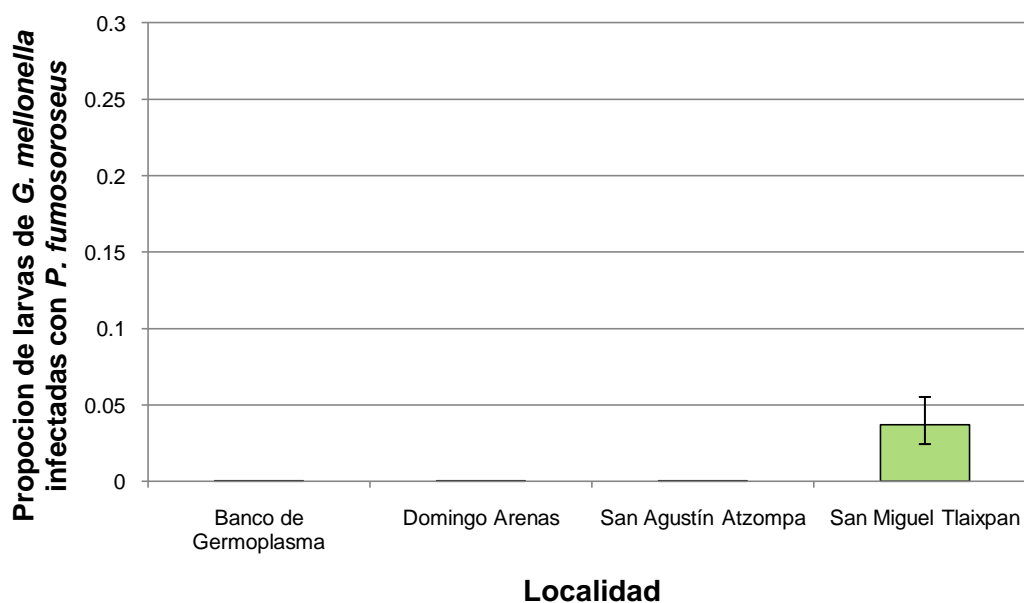 Propocion de larvas de G. mellonella
infectadas con P. fumosoroseus
0.3
0.25
0.2
0.15
0.1
0.05
0
Banco de
Germoplasma
Domingo Arenas
San Agustín Atzompa
San Miguel Tlaixpan
Localidad